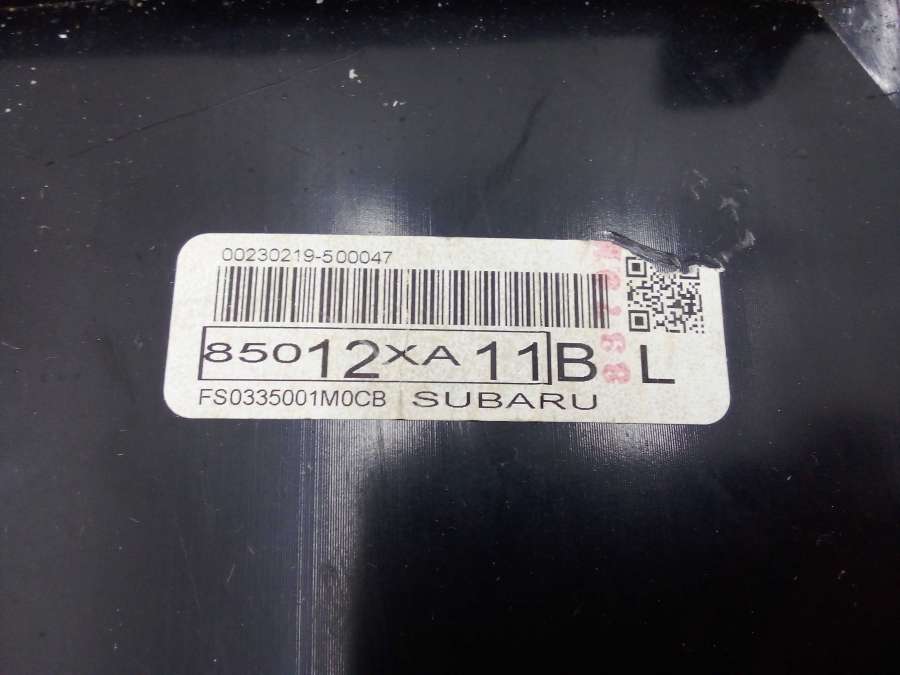 00230219-500047
85012XA11B L
FS0335001M0CB SUBARU